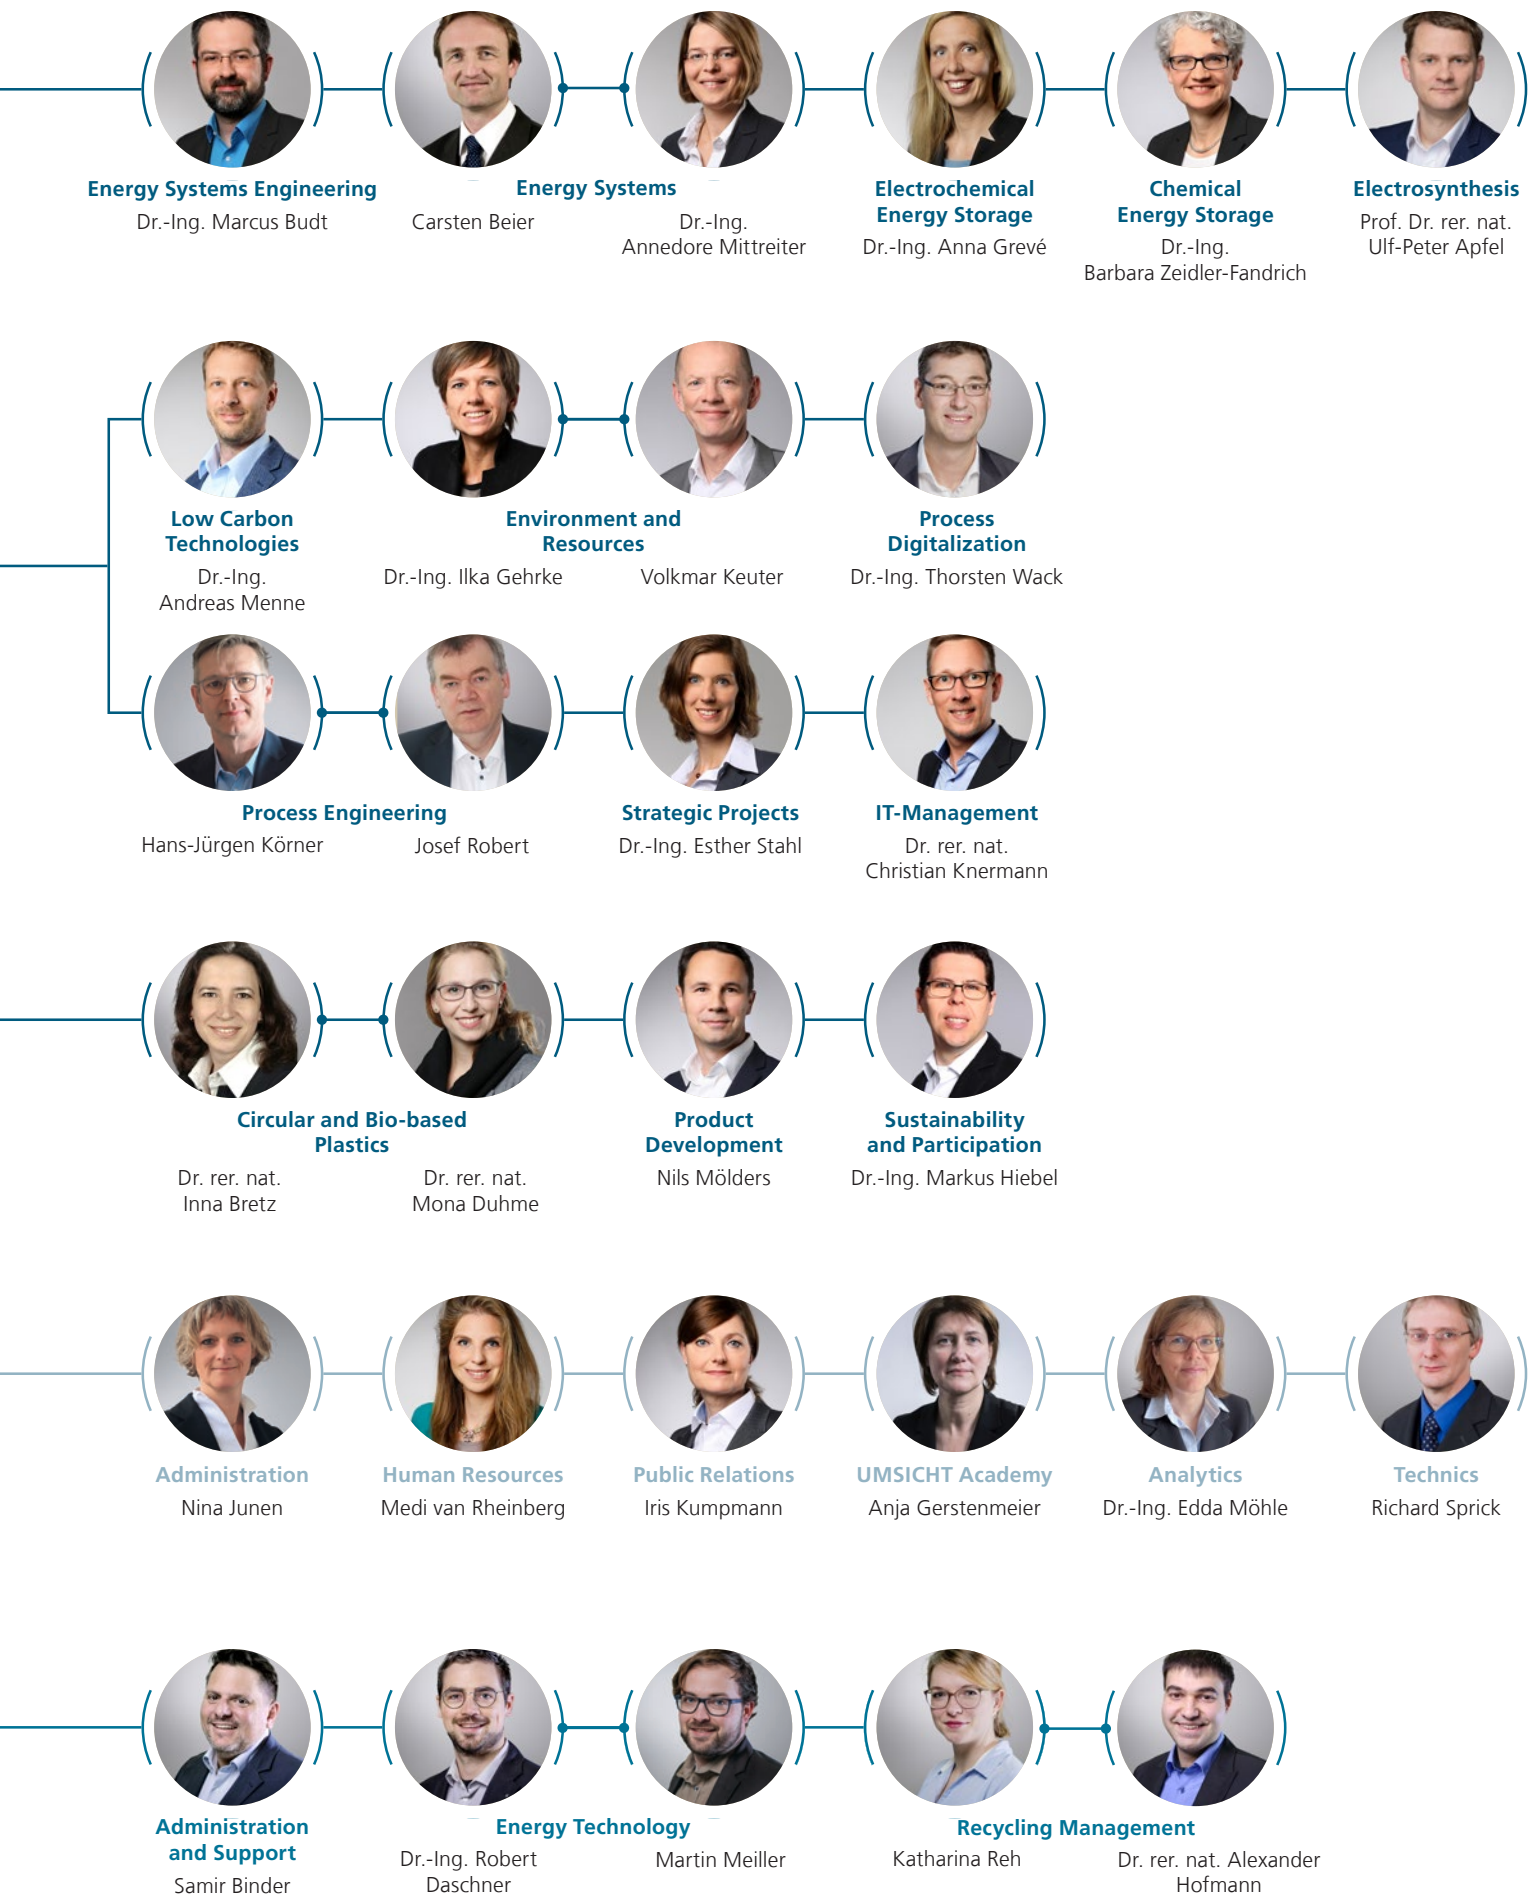 Energy Systems Engineering
Dr.-Ing. Marcus Budt
Energy Systems
Carsten Beier
Dr.-Ing.
Annedore Mittreiter
Electrochemical
Energy Storage
Dr.-Ing. Anna Grevé
Chemical
Energy Storage
Dr.-Ing.
Barbara Zeidler-Fandrich
Electrosynthesis
Prof. Dr. rer. nat.
Ulf-Peter Apfel
Low Carbon
Technologies
Dr.-Ing.
Andreas Menne
Environment and
Resources
Dr.-Ing. Ilka Gehrke
Volkmar Keuter
Process
Digitalization
Dr.-Ing. Thorsten Wack
Process Engineering
Hans-Jürgen Körner
Josef Robert
Strategic Projects
Dr.-Ing. Esther Stahl
IT-Management
Dr. rer. nat.
Christian Knermann
Circular and Bio-based
Plastics
Dr. rer. nat.
Inna Bretz
Dr. rer. nat.
Mona Duhme
Product
Development
Nils Mölders
Sustainability
and Participation
Dr.-Ing. Markus Hiebel
Administration
Nina Junen
Human Resources
Medi van Rheinberg
Public Relations
Iris Kumpmann
UMSICHT Academy
Anja Gerstenmeier
Analytics
Dr.-Ing. Edda Möhle
Technics
Richard Sprick
Administration
and Support
Samir Binder
Energy Technology
Dr.-Ing. Robert
Daschner
Martin Meiller
Recycling Management
Katharina Reh
Dr. rer. nat. Alexander
Hofmann